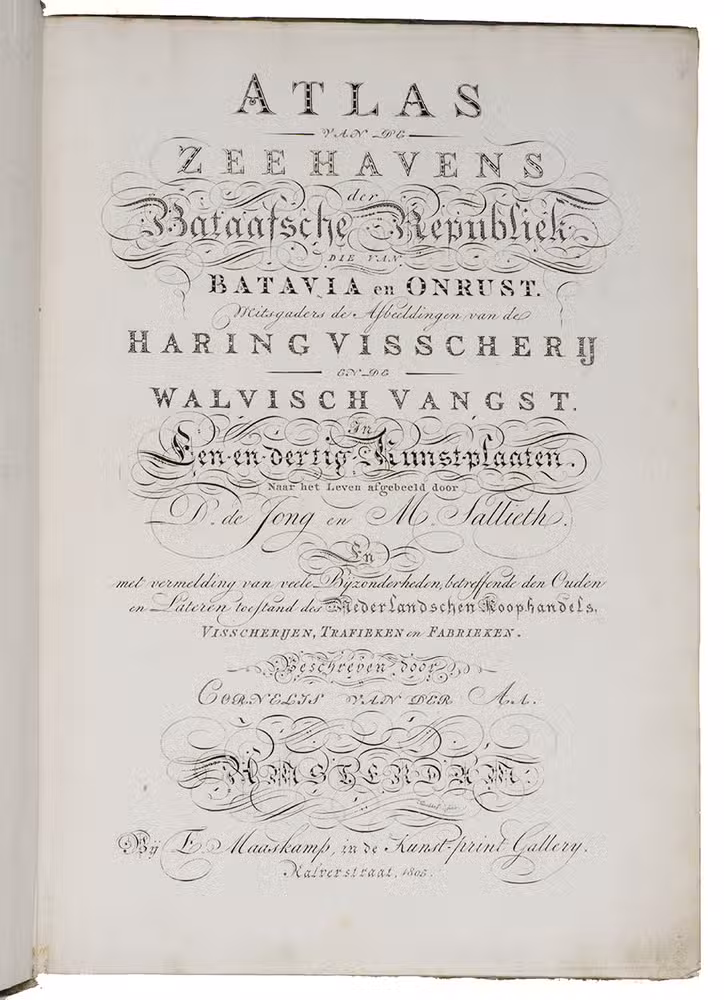 ATLAS
VAN DE
ZEEHAVENS
der
Bataafsche Republiek.
DIE VAN
BATAVIA en ONRUST.
Mitsgaders de Afbeeldingen van de
HARING VISSCHERIJ
EN DE
WALVISCH VANGST.
In
Een-en-dertig Kunst-plaaten.
Naar het Leven afgebeeld door
D. de Jong en M. Sallieth.
En
met vermelding van veele Byzonderheden, betreffende den Ouden
en Lateren toestand des Nederlandschen Koophandels,
VISSCHERIJEN, TRAFIEKEN en FABRIEKEN.
Beschreven door
CORNELIS VAN DER AA.
AMSTERDAM.
Bij E. Maaskamp, in de Kunst-print Gallery.
Kalverstraat, 1805.